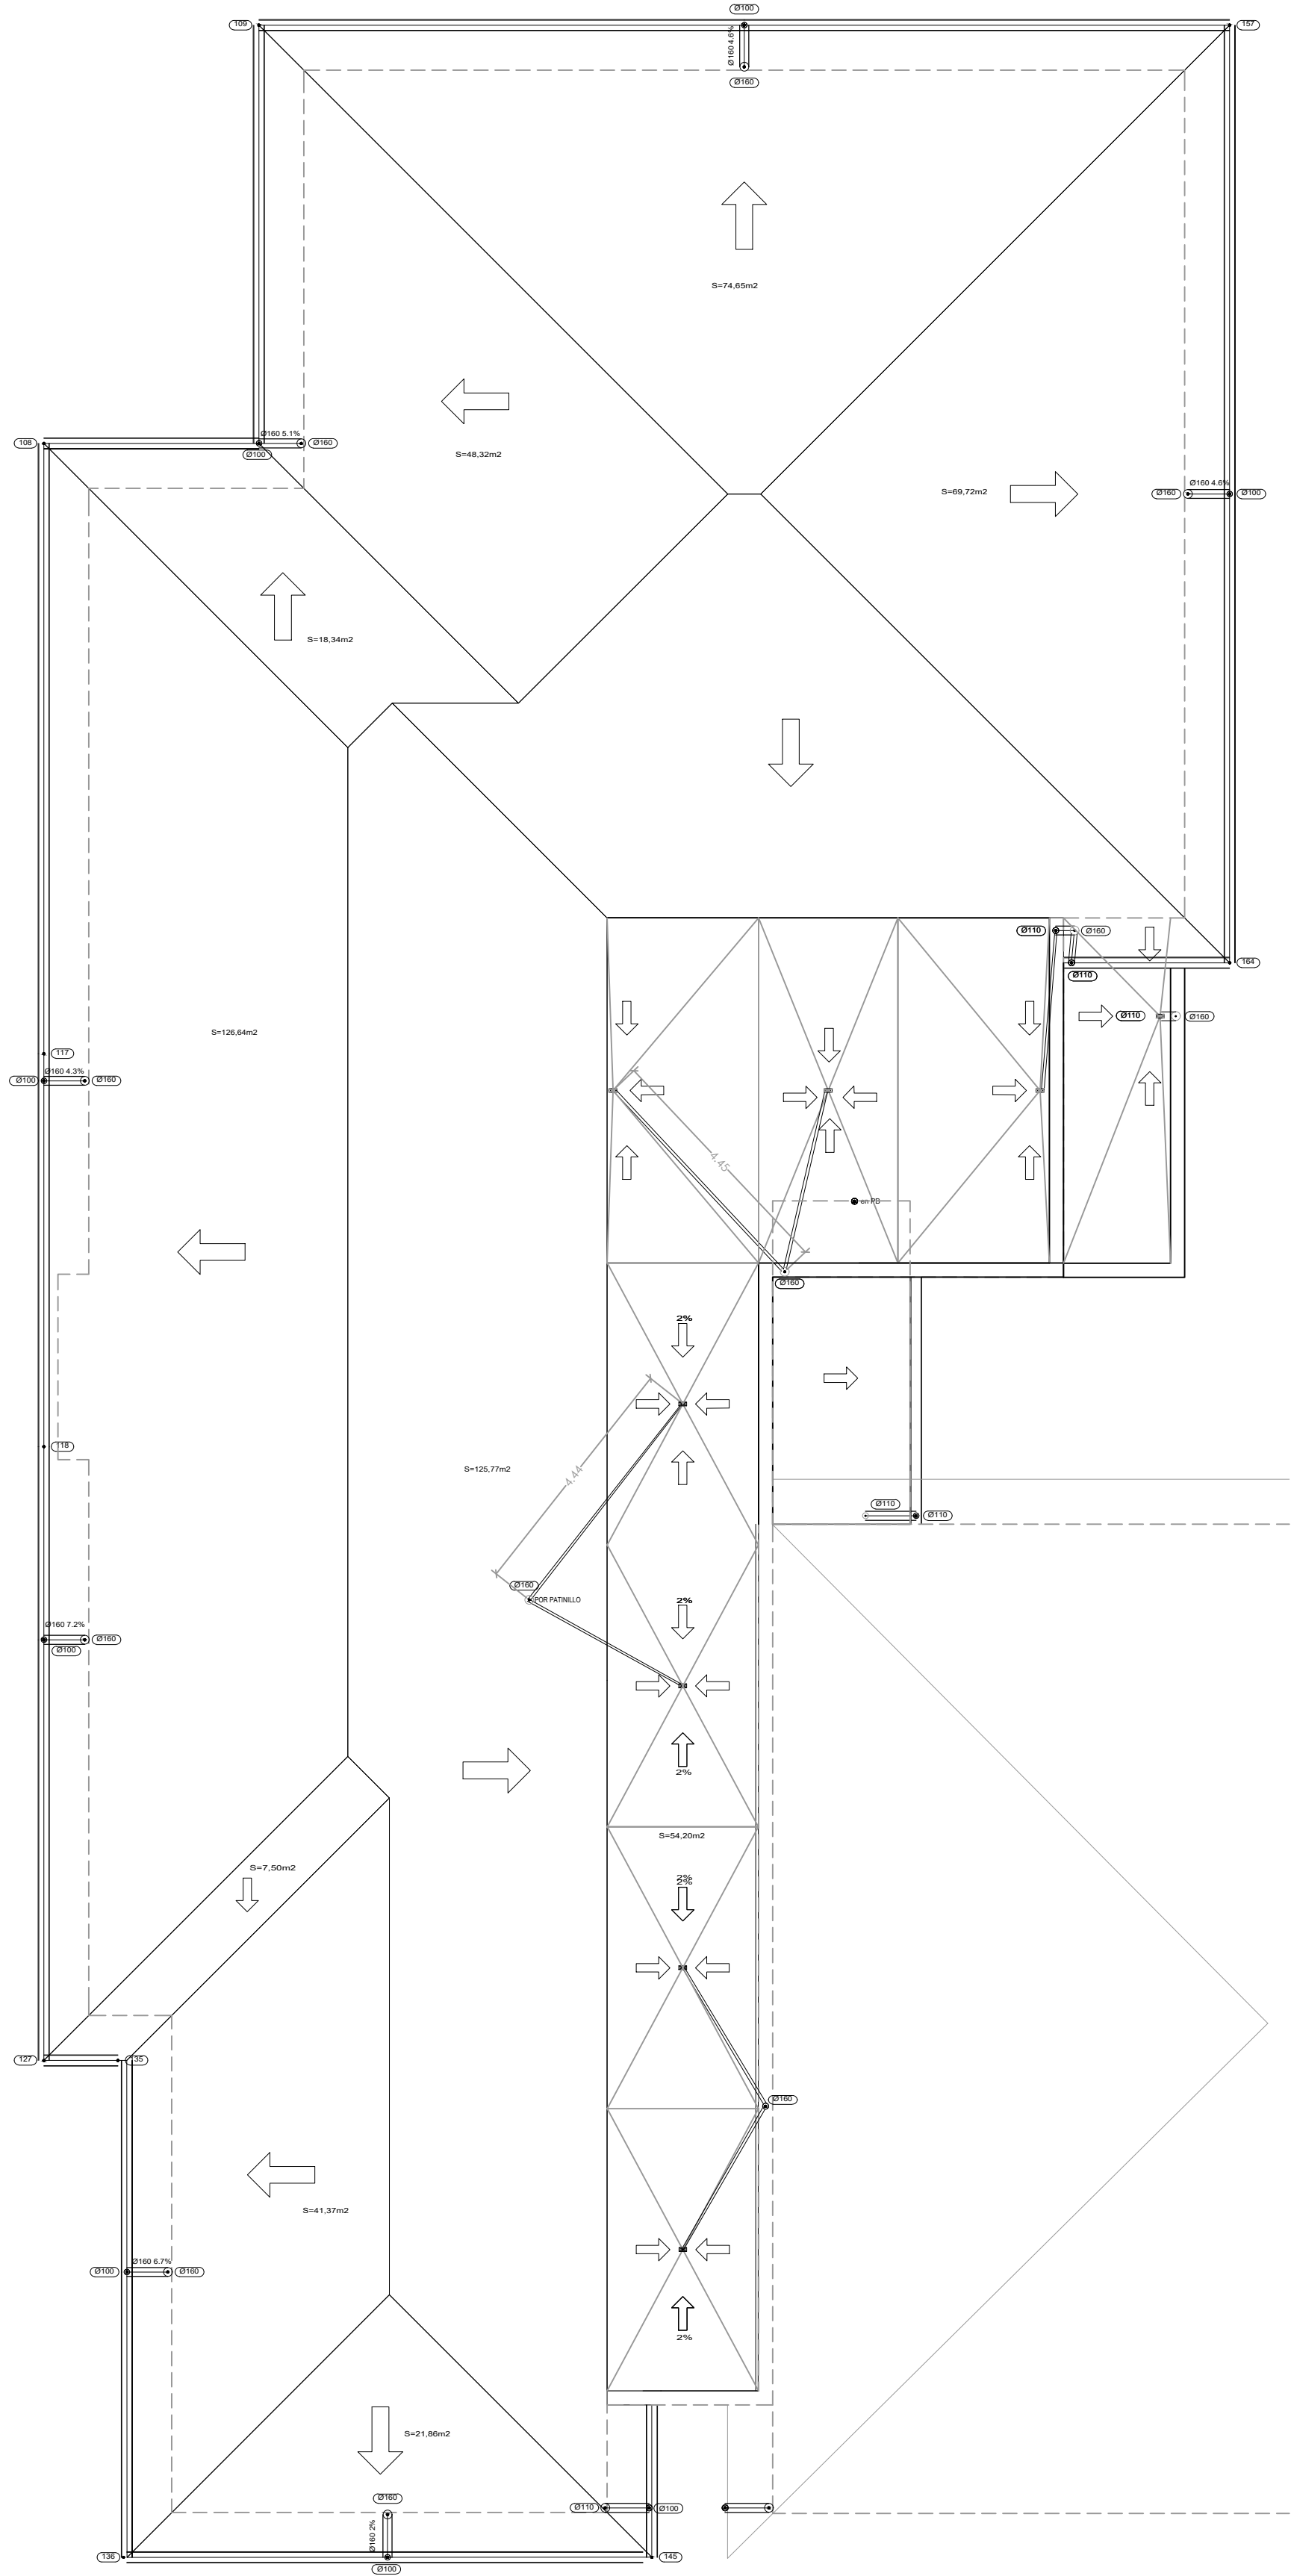 Ø100
109
157
Ø160 4.6%
Ø160
S=74,65m2
Ø160 5.1%
108
Ø160
Ø100
S=48,32m2
S=69,72m2
Ø160 4.6%
Ø160
Ø100
S=18,34m2
Ø110
Ø160
Ø110
164
Ø110
Ø160
S=126,64m2
117
Ø160 4.3%
Ø100
Ø160
4.45
en PB
Ø160
2%
118
S=125,77m2
4.44
Ø110
Ø110
Ø160
POR PATINILLO
2%
Ø160 7.2%
Ø160
Ø100
2%
S=54,20m2
S=7,50m2
2%
2%
127
135
Ø160
S=41,37m2
Ø160 6.7%
Ø100
Ø160
2%
S=21,86m2
Ø160
Ø110
Ø100
Ø160 2%
136
145
Ø100